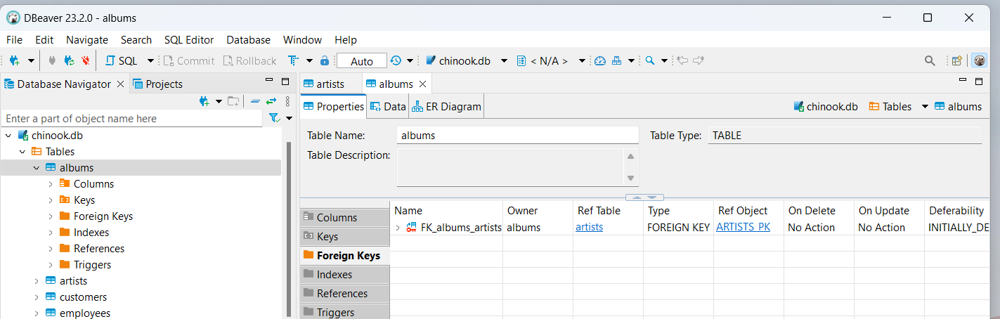 DBeaver 23.2.0 - albums
File Edit Navigate Search SQL Editor Database Window Help
SQL Commit Rollback Auto chinook.db < N/A >
Database Navigator Projects
Enter a part of object name here
chinook.db
Tables
albums
Columns
Keys
Foreign Keys
Indexes
References
Triggers
artists
customers
employees
artists albums
Properties Data ER Diagram chinook.db Tables albums
Table Name: albums Table Type: TABLE
Table Description:
Columns
Keys
Foreign Keys
Indexes
References
Triggers
Name Owner Ref Table Type Ref Object On Delete On Update Deferability
FK_albums_artists albums artists FOREIGN KEY ARTISTS_PK No Action No Action INITIALLY_DE